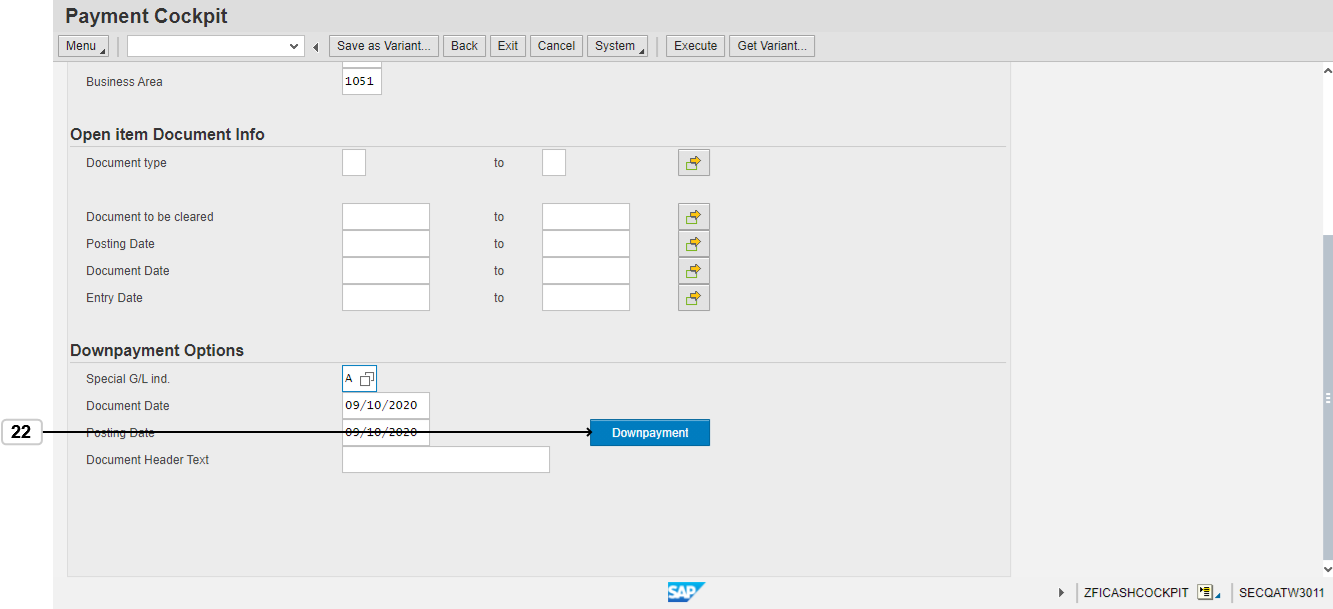 Payment Cockpit
Menu Save as Variant... Back Exit Cancel System Execute Get Variant...
Business Area 1051
Open item Document Info
Document type to
Document to be cleared to
Posting Date to
Document Date to
Entry Date to
Downpayment Options
Special G/L ind. A
Document Date 09/10/2020
22 Posting Date 09/10/2020 Downpayment
Document Header Text
SAP ZFICASHCOCKPIT SECQATW3011